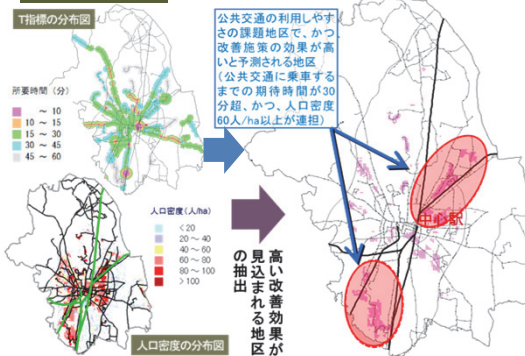 T指標の分布図
所要時間（分）
～ 10
10 ～ 15
15 ～ 30
30 ～ 45
45 ～ 60
公共交通の利用しやす
さの課題地区で、かつ
改善施策の効果が高
いと予測される地区
（公共交通に乗車する
までの期待時間が30
分超、かつ、人口密度
60人/ha以上が連担）
中心駅
人口密度(人/ha)
<20
20 ～ 40
40 ～ 60
60 ～ 80
80 ～ 100
>100
人口密度の分布図
高い改善効果が
見込まれる地区
の抽出